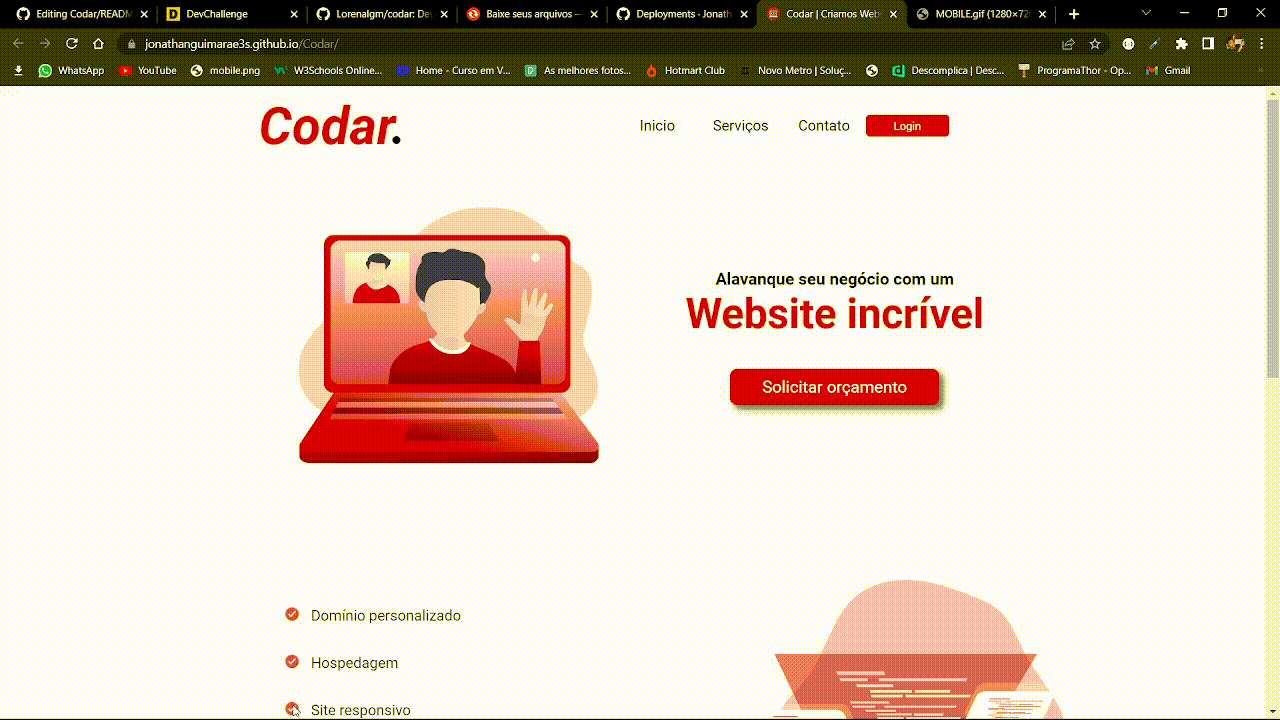 Editing Codar/READM
DevChallenge
Lorenalgm/codar: De
Baixe seus arquivos —
Deployments · Jonath
Codar | Criamos Web
MOBILE.gif (1280×72
jonathanguimarae3s.github.io/Codar/
WhatsApp
YouTube
mobile.png
W3Schools Online...
Home - Curso em V...
As melhores fotos...
Hotmart Club
Novo Metro | Soluç...
Descomplica | Desc...
ProgramaThor - Op...
Gmail
Codar.
Inicio
Serviços
Contato
Login
Alavanque seu negócio com um
Website incrível
Solicitar orçamento
Domínio personalizado
Hospedagem
Site responsivo